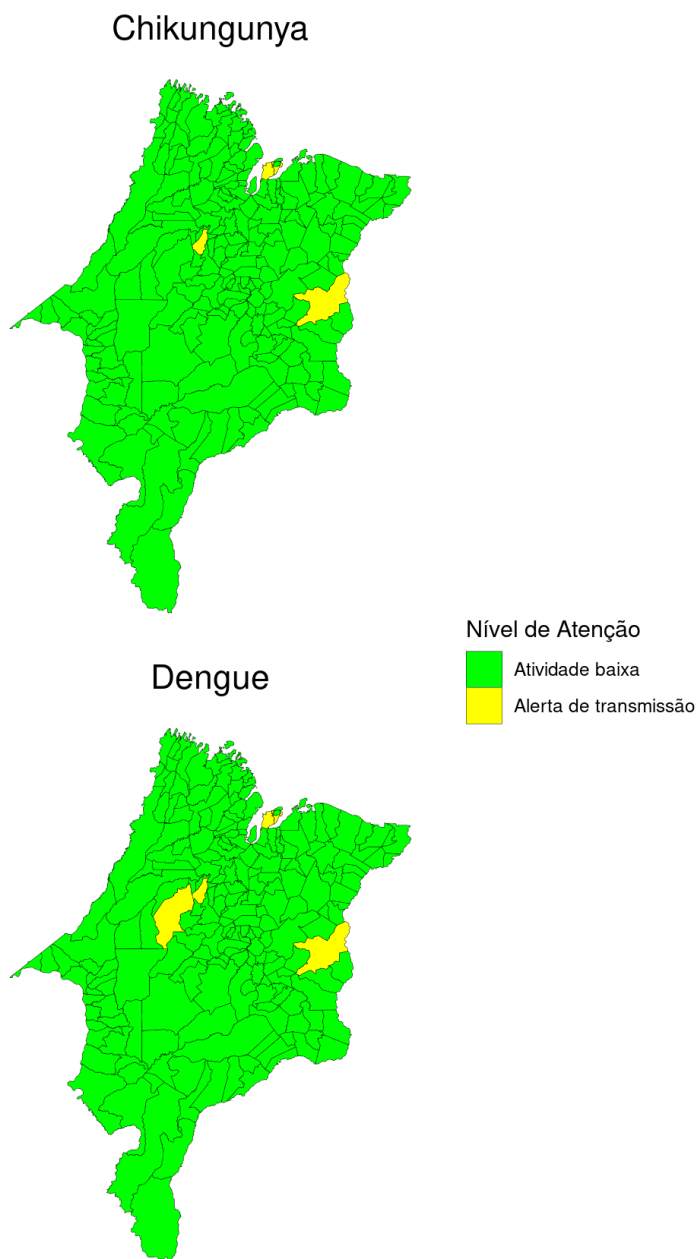 Chikungunya
Nível de Atenção
Atividade baixa
Alerta de transmissão
Dengue